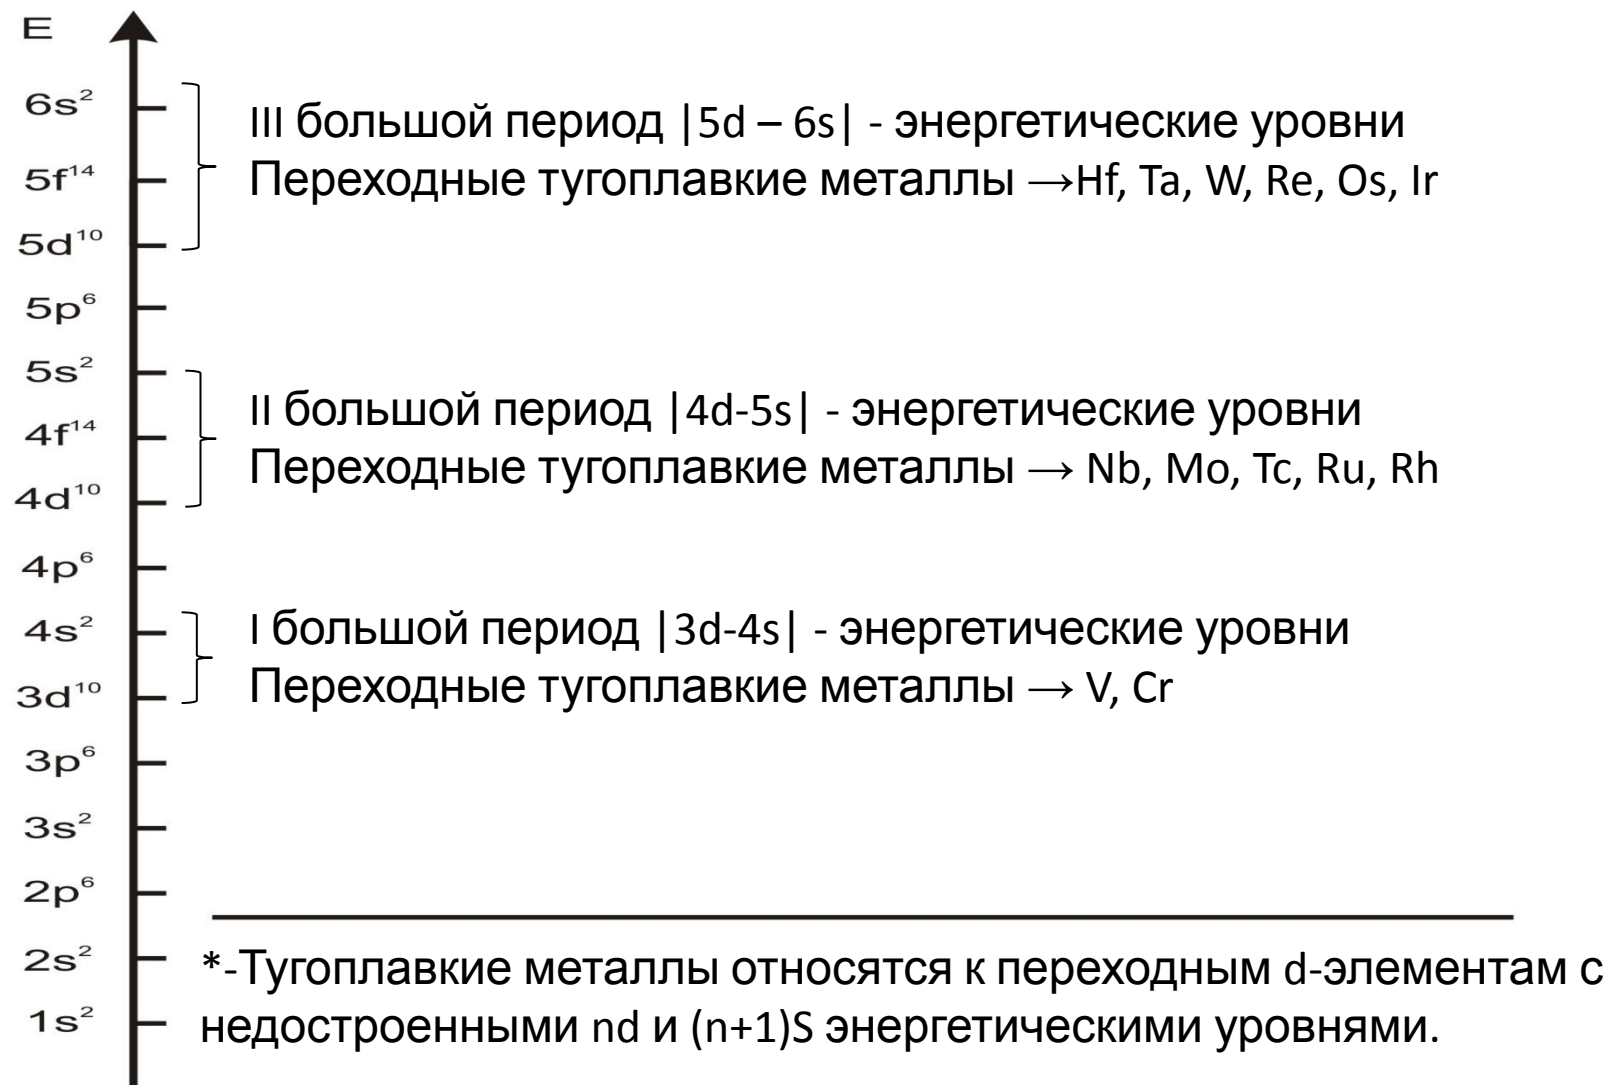 E
6s²
5f¹⁴
5d¹⁰
III большой период |5d – 6s| - энергетические уровни
Переходные тугоплавкие металлы →Hf, Ta, W, Re, Os, Ir
5p⁶
5s²
4f¹⁴
4d¹⁰
II большой период |4d-5s| - энергетические уровни
Переходные тугоплавкие металлы → Nb, Mo, Tc, Ru, Rh
4p⁶
4s²
3d¹⁰
I большой период |3d-4s| - энергетические уровни
Переходные тугоплавкие металлы → V, Cr
3p⁶
3s²
2p⁶
2s²
1s²
*-Тугоплавкие металлы относятся к переходным d-элементам с
недостроенными nd и (n+1)S энергетическими уровнями.